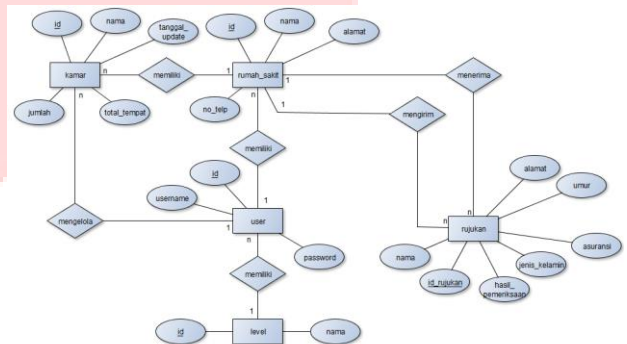 id
nama
tanggal_
update
kamar
jumlah
total_tempat
n
n
memiliki
1
id
nama
alamat
rumah_sakit
no_telp
1
1
n
menerima
mengirim
n
n
memiliki
1
id
username
user
password
mengelola
1
n
memiliki
1
id
level
nama
alamat
umur
rujukan
asuransi
nama
id_rujukan
hasil_
pemeriksaan
jenis_kelamin